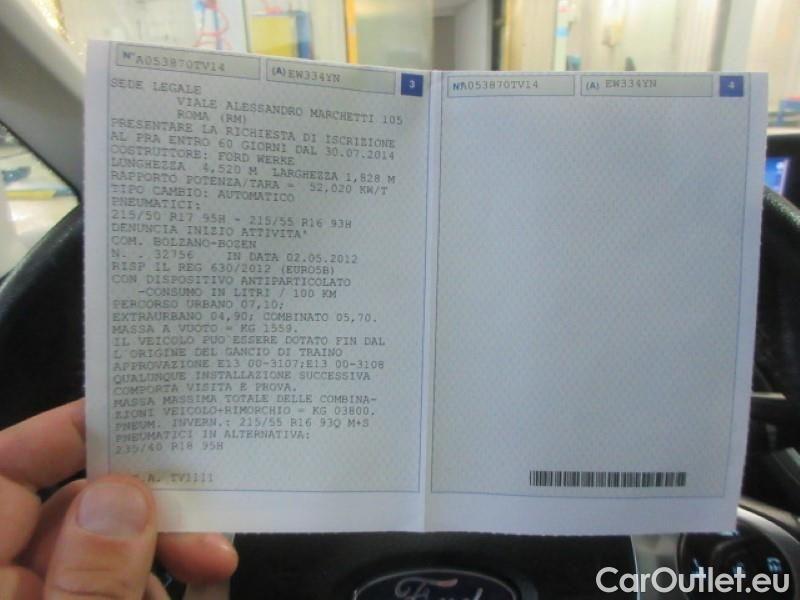 N° A053870TV14
(A) EW334YN
3
SEDE LEGALE
VIALE ALESSANDRO MARCHETTI 105
ROMA (RM)
PRESENTARE LA RICHIESTA DI ISCRIZIONE
AL PRA ENTRO 60 GIORNI DAL 30.07.2014
COSTRUTTORE: FORD WERKE
LUNGHEZZA 4,520 M LARGHEZZA 1,828 M
RAPPORTO POTENZA/TARA = 52,020 KW/T
TIPO CAMBIO: AUTOMATICO
PNEUMATICI:
215/50 R17 95H - 215/55 R16 93H
DENUNCIA INIZIO ATTIVITA'
COM. BOLZANO-BOZEN
N. . 32756 IN DATA 02.05.2012
RISP IL REG 630/2012 (EURO5B)
CON DISPOSITIVO ANTIPARTICOLATO
-CONSUMO IN LITRI / 100 KM
PERCORSO URBANO 07,10;
EXTRAURBANO 04,90; COMBINATO 05,70.
MASSA A VUOTO = KG 1559.
IL VEICOLO PUO'ESSERE DOTATO FIN DAL
L'ORIGINE DEL GANCIO DI TRAINO
APPROVAZIONE E13 00-3107;E13 00-3108
QUALUNQUE INSTALLAZIONE SUCCESSIVA
COMPORTA VISITA E PROVA.
MASSA MASSIMA TOTALE DELLE COMBINA-
ZIONI VEICOLO+RIMORCHIO = KG 03800.
PNEUM. INVERN.: 215/55 R16 93Q M+S
PNEUMATICI IN ALTERNATIVA:
235/40 R18 95H
.A. TV1111
N° A053870TV14
(A) EW334YN
4
Ford
CarOutlet.eu